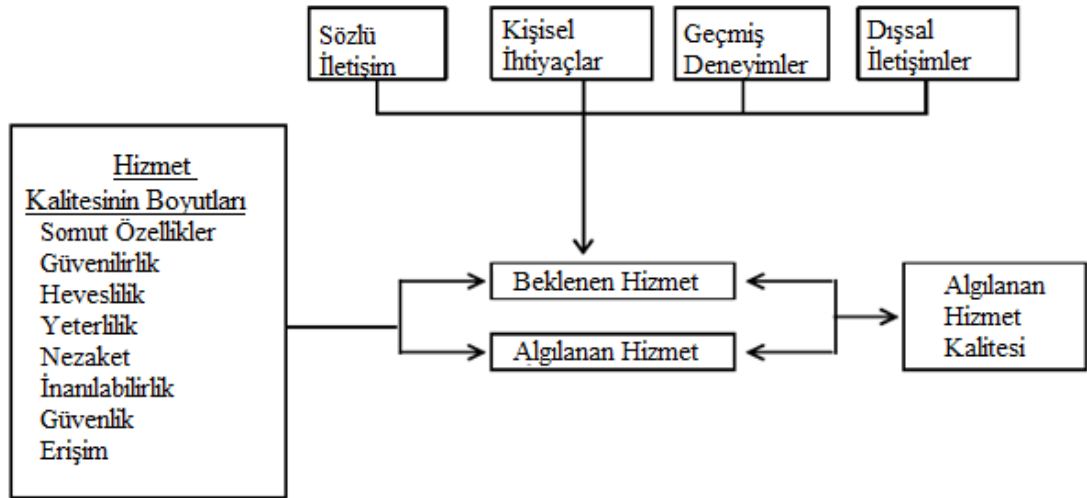 Sözlü
İletişim
Kişisel
İhtiyaçlar
Geçmiş
Deneyimler
Dışsal
İletişimler
Hizmet
Kalitesinin Boyutları
Somut Özellikler
Güvenilirlik
Heveslilik
Yeterlilik
Nezaket
İnanılabilirlik
Güvenlik
Erişim
Beklenen Hizmet
Algılanan Hizmet
Algılanan
Hizmet
Kalitesi